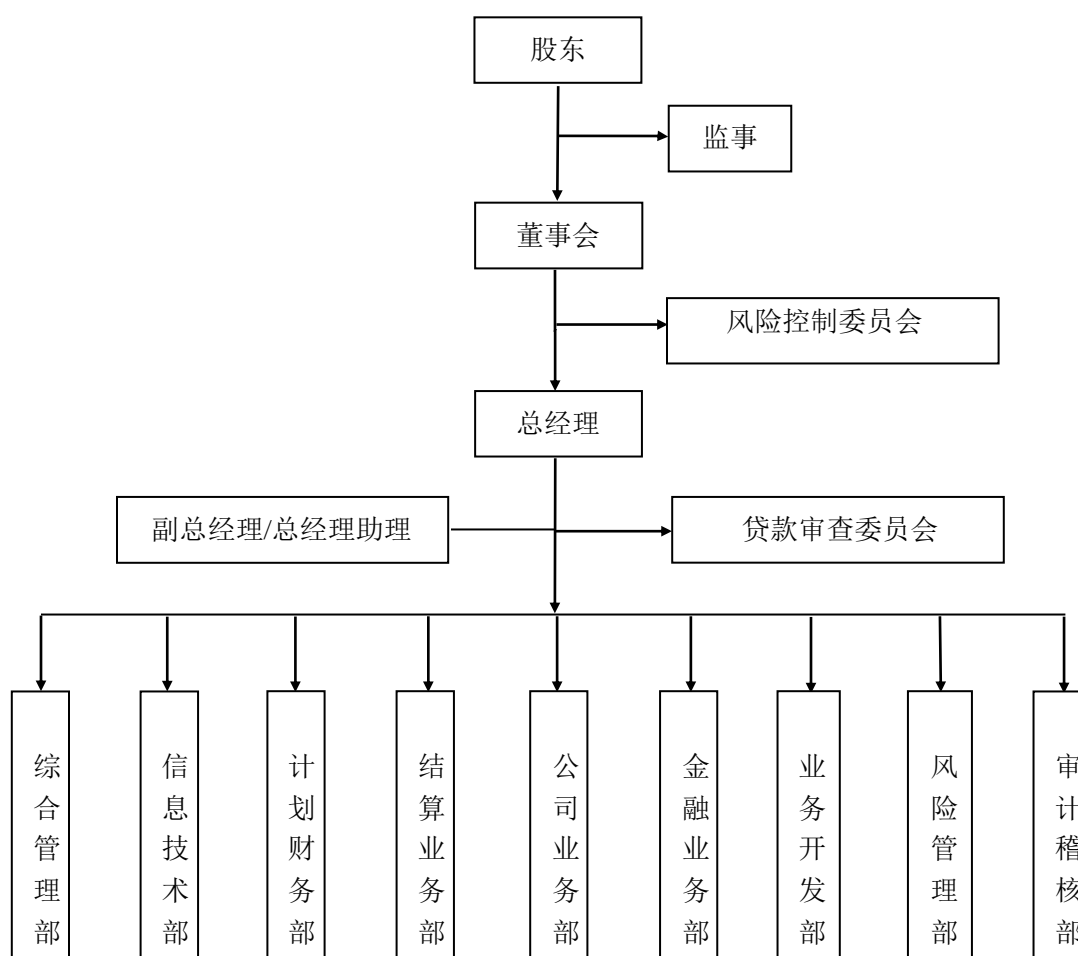 股东
监事
董事会
风险控制委员会
总经理
副总经理/总经理助理
贷款审查委员会
综合管理部
信息技术部
计划财务部
结算业务部
公司业务部
金融业务部
业务开发部
风险管理部
审计稽核部